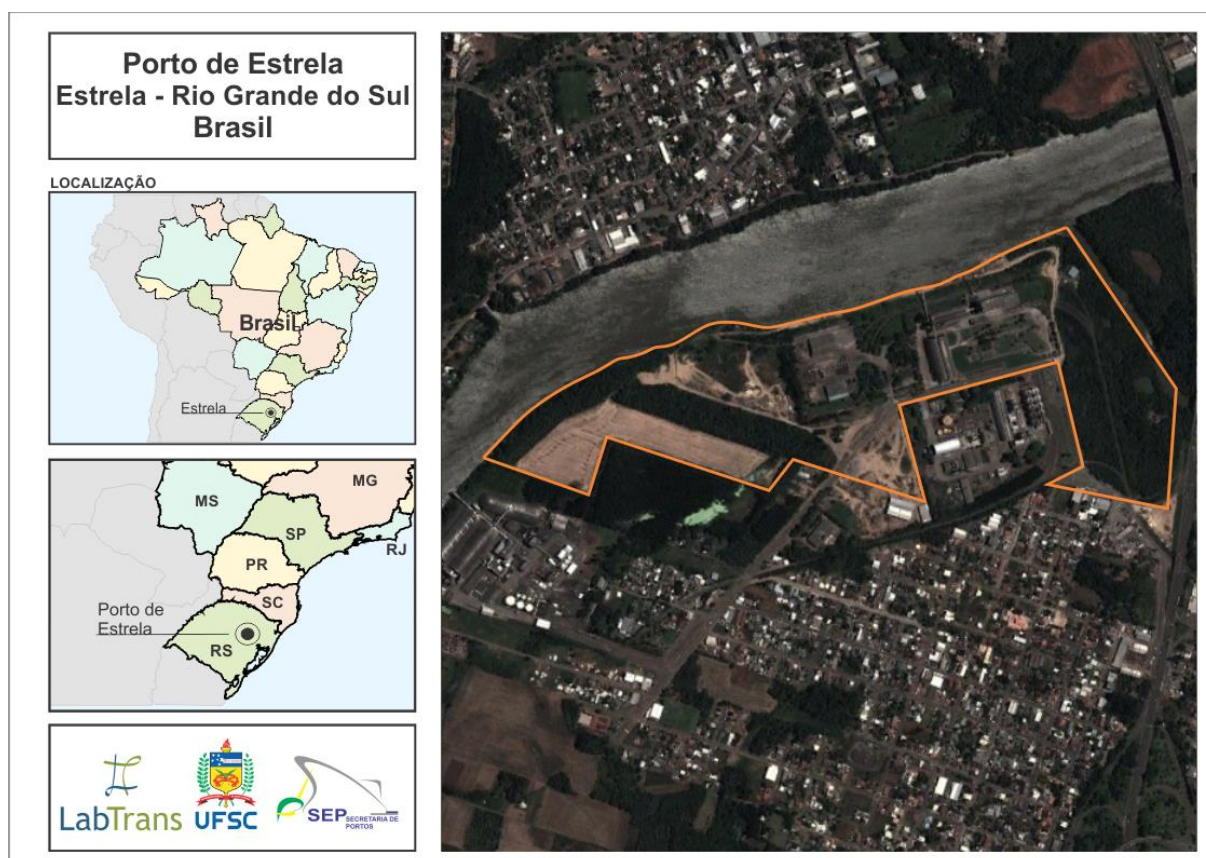 Porto de Estrela
Estrela - Rio Grande do Sul
Brasil
LOCALIZAÇÃO
Brasil
Estrela
MS
MG
SP
RJ
PR
SC
Porto de
Estrela
RS
LabTrans
UFSC
SEP SECRETARIA DE
PORTOS